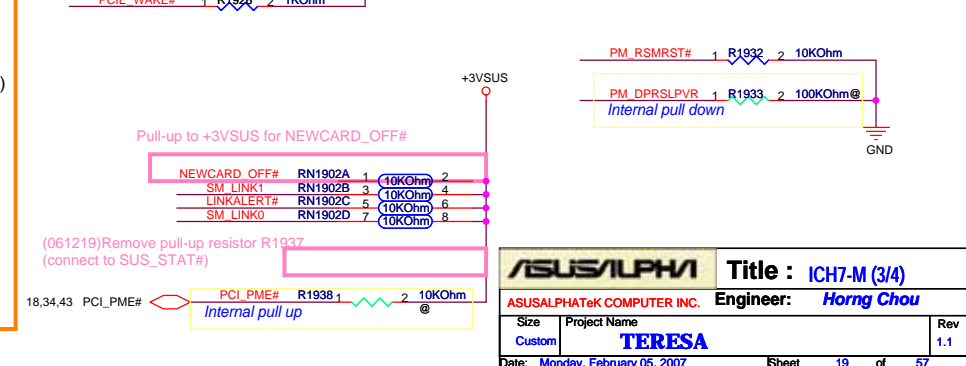 PCIE_WAKE# 1 R1928 2 1KOhm
)
PM_RSMRST# 1 R1932 2 10KOhm
PM_DPRSLPVR 1 R1933 2 100KOhm@
Internal pull down
GND
+3VSUS
Pull-up to +3VSUS for NEWCARD_OFF#
NEWCARD_OFF# RN1902A 1 10KOhm 2
SM_LINK1 RN1902B 3 10KOhm 4
LINKALERT# RN1902C 5 10KOhm 6
SM_LINK0 RN1902D 7 10KOhm 8
(061219)Remove pull-up resistor R1937
(connect to SUS_STAT#)
18,34,43 PCI_PME# PCI_PME# R1938 1 2 10KOhm
Internal pull up @
ASUSALPHA
Title : ICH7-M (3/4)
ASUSALPHATeK COMPUTER INC. Engineer: Horng Chou
Size Project Name Rev
Custom TERESA 1.1
Date: Monday, February 05, 2007 Sheet 19 of 57